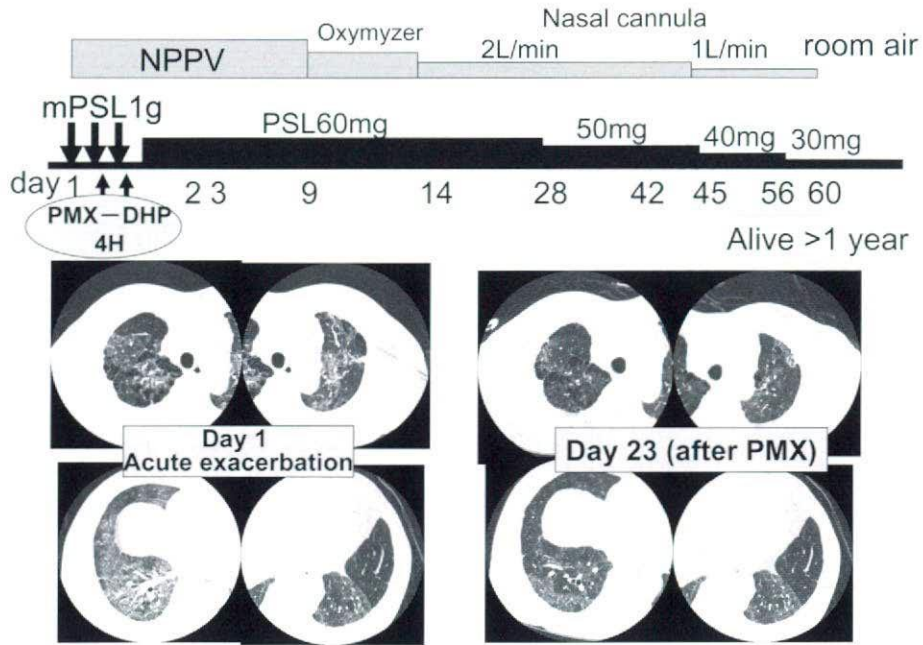 Nasal cannula
Oxymyzer
NPPV
2L/min
1L/min
room air
mPSL1g
PSL60mg
50mg
40mg
30mg
day 1 2 3 9 14 28 42 45 56 60
PMX－DHP
4H
Alive >1 year
Day 1
Acute exacerbation
Day 23 (after PMX)